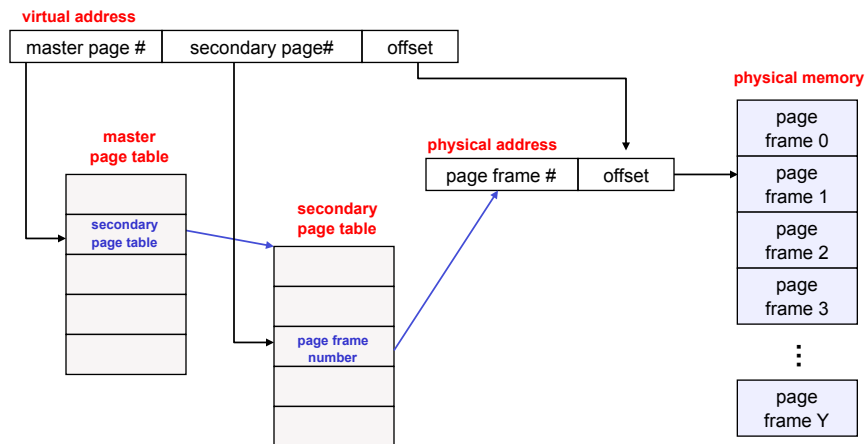 virtual address
master page #
secondary page#
offset
physical memory
master
page table
physical address
page
frame 0
page frame #
offset
page
frame 1
secondary
page table
secondary
page table
page
frame 2
page
frame 3
page frame
number
⋮
page
frame Y